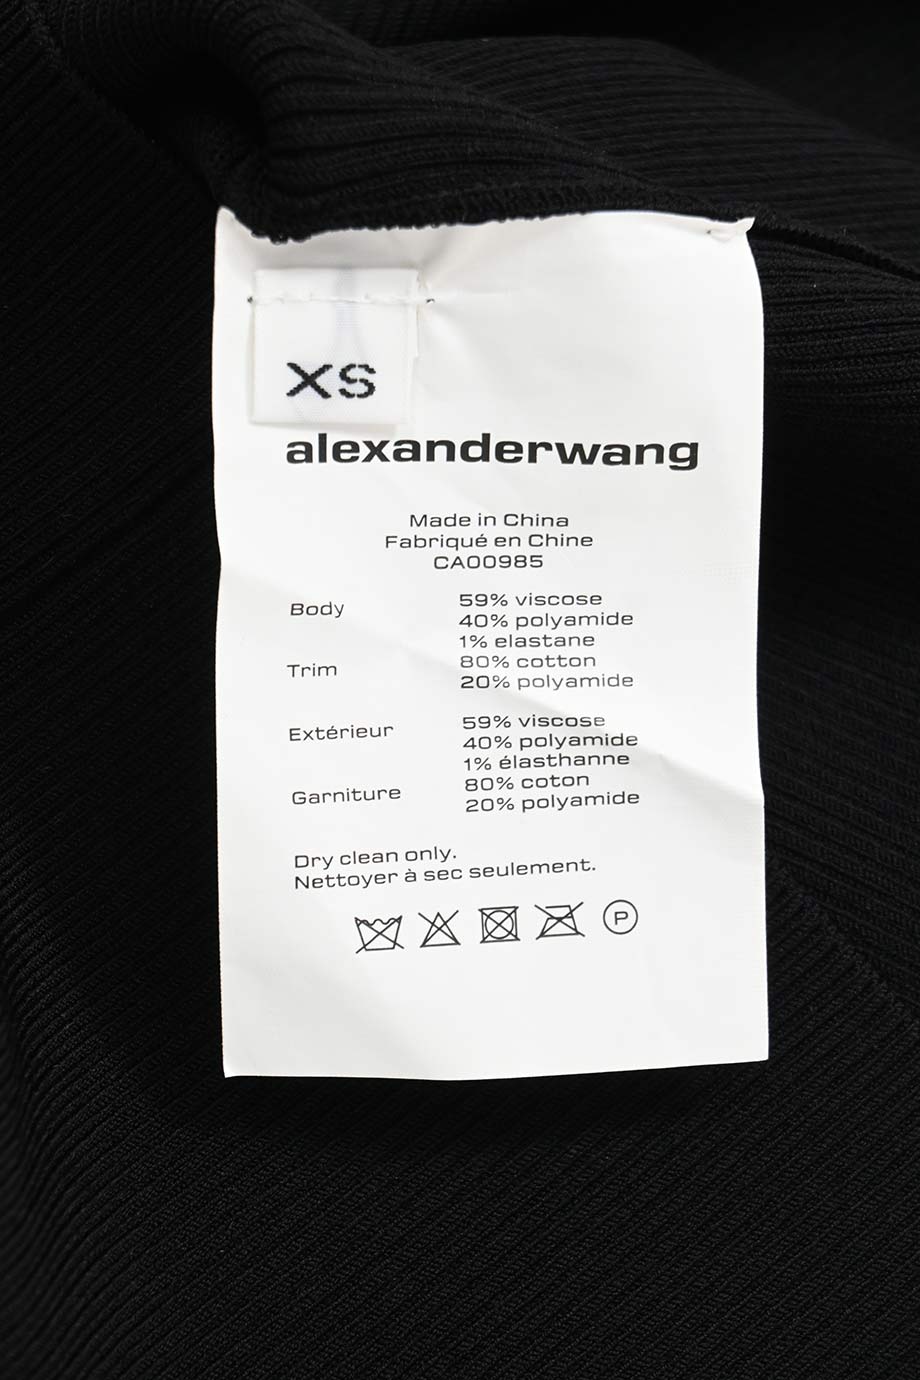 XS
alexanderwang
Made in China
Fabriqué en Chine
CA00985
Body 59% viscose
40% polyamide
1% elastane
Trim 80% cotton
20% polyamide
Extérieur 59% viscose
40% polyamide
1% élasthanne
Garniture 80% coton
20% polyamide
Dry clean only.
Nettoyer à sec seulement.
P